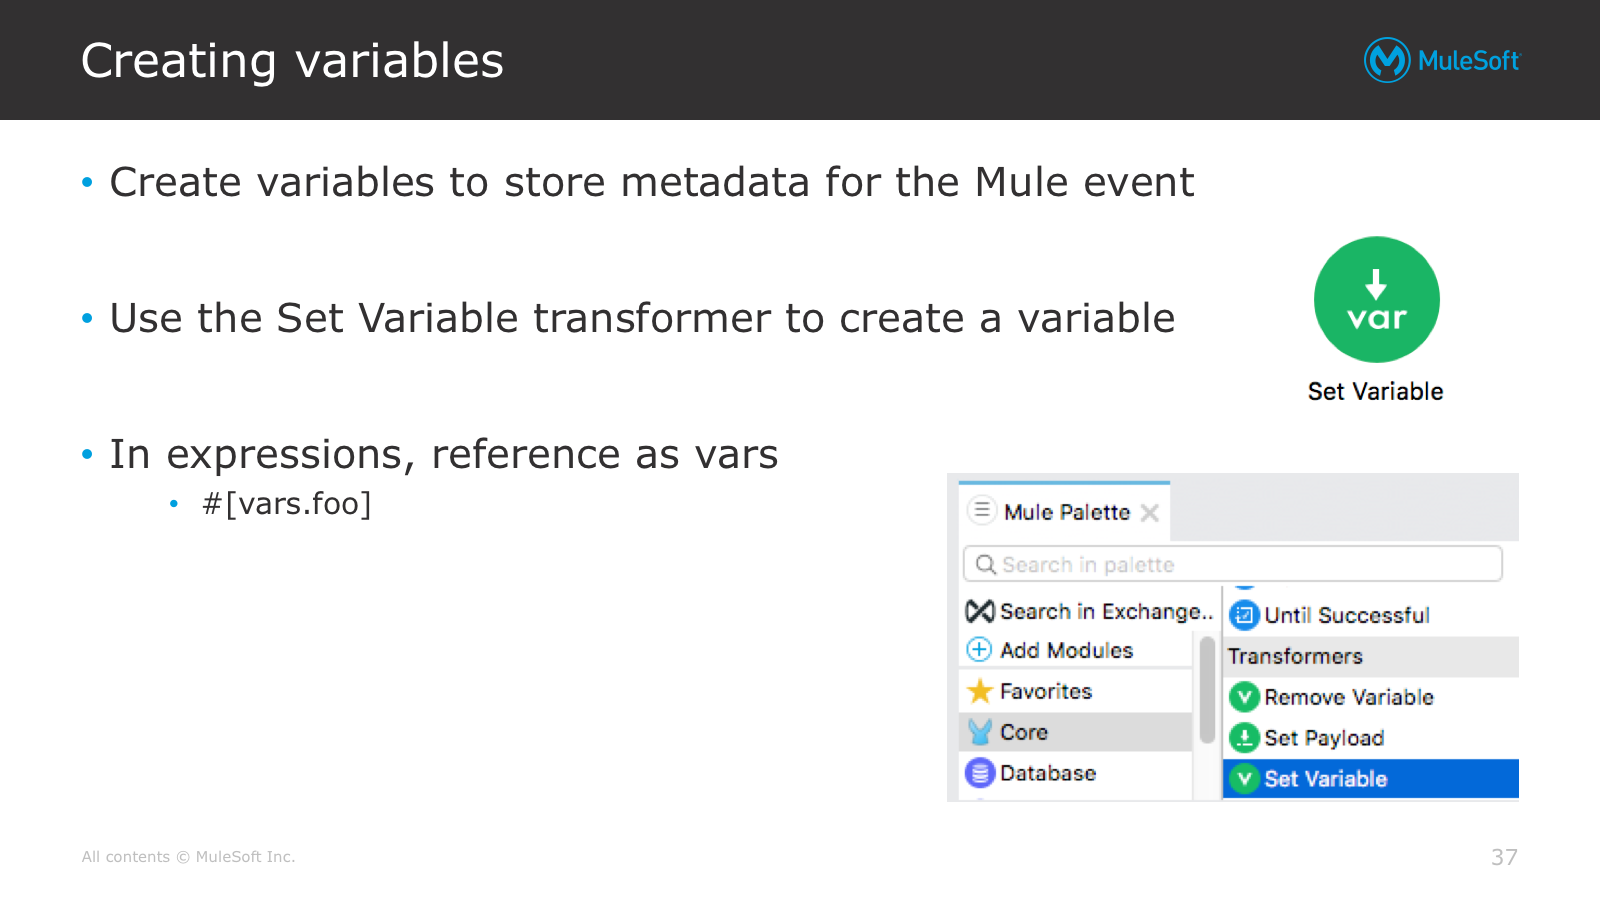 Creating variables
MuleSoft
• Create variables to store metadata for the Mule event
• Use the Set Variable transformer to create a variable
var
Set Variable
• In expressions, reference as vars
• #[vars.foo]
Mule Palette
Search in palette
Search in Exchange..
Add Modules
Favorites
Core
Database
Until Successful
Transformers
Remove Variable
Set Payload
Set Variable
All contents © MuleSoft Inc.
37